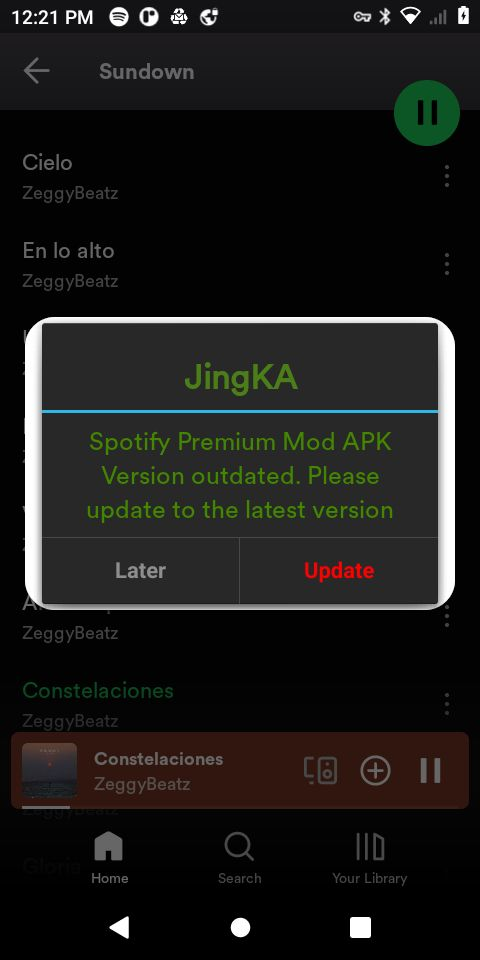 12:21 PM
Sundown
Cielo
ZeggyBeatz
En lo alto
ZeggyBeatz
JingKA
Spotify Premium Mod APK
Version outdated. Please
update to the latest version
Later
Update
ZeggyBeatz
Constelaciones
ZeggyBeatz
Constelaciones
ZeggyBeatz
ZeggyBeatz
Gloria
Home
Search
Your Library